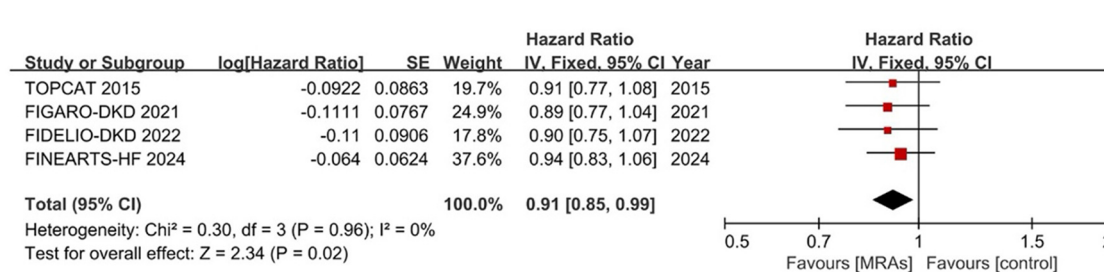 Hazard Ratio Hazard Ratio
Study or Subgroup log[Hazard Ratio] SE Weight IV, Fixed, 95% CI Year IV, Fixed, 95% CI
TOPCAT 2015 -0.0922 0.0863 19.7% 0.91 [0.77, 1.08] 2015
FIGARO-DKD 2021 -0.1111 0.0767 24.9% 0.89 [0.77, 1.04] 2021
FIDELIO-DKD 2022 -0.11 0.0906 17.8% 0.90 [0.75, 1.07] 2022
FINEARTS-HF 2024 -0.064 0.0624 37.6% 0.94 [0.83, 1.06] 2024
Total (95% CI) 100.0% 0.91 [0.85, 0.99]
Heterogeneity: Chi² = 0.30, df = 3 (P = 0.96); I² = 0%
Test for overall effect: Z = 2.34 (P = 0.02)
0.5 0.7 1 1.5
Favours [MRAs] Favours [control]